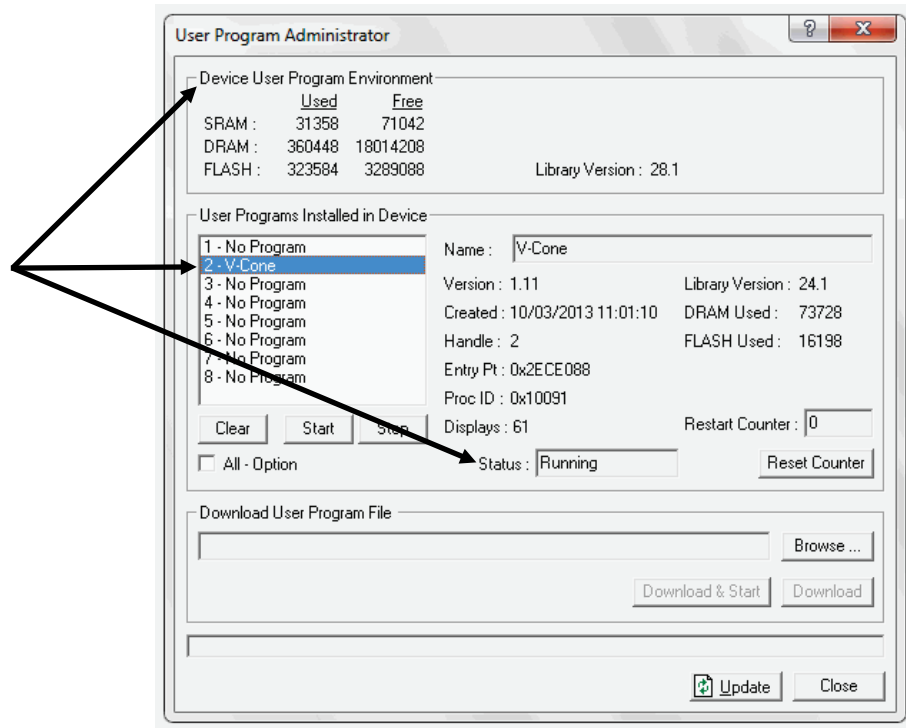 User Program Administrator
Device User Program Environment
Used Free
SRAM : 31358 71042
DRAM : 360448 18014208
FLASH : 323584 3289088 Library Version : 28.1
User Programs Installed in Device
1 - No Program
2 - V-Cone
3 - No Program
4 - No Program
5 - No Program
6 - No Program
7 - No Program
8 - No Program
Clear Start Stop
All - Option
Name : V-Cone
Version : 1.11 Library Version : 24.1
Created : 10/03/2013 11:01:10 DRAM Used : 73728
Handle : 2 FLASH Used : 16198
Entry Pt : 0x2ECE088
Proc ID : 0x10091
Displays : 61 Restart Counter : 0
Status : Running Reset Counter
Download User Program File
Browse ...
Download & Start Download
Update Close